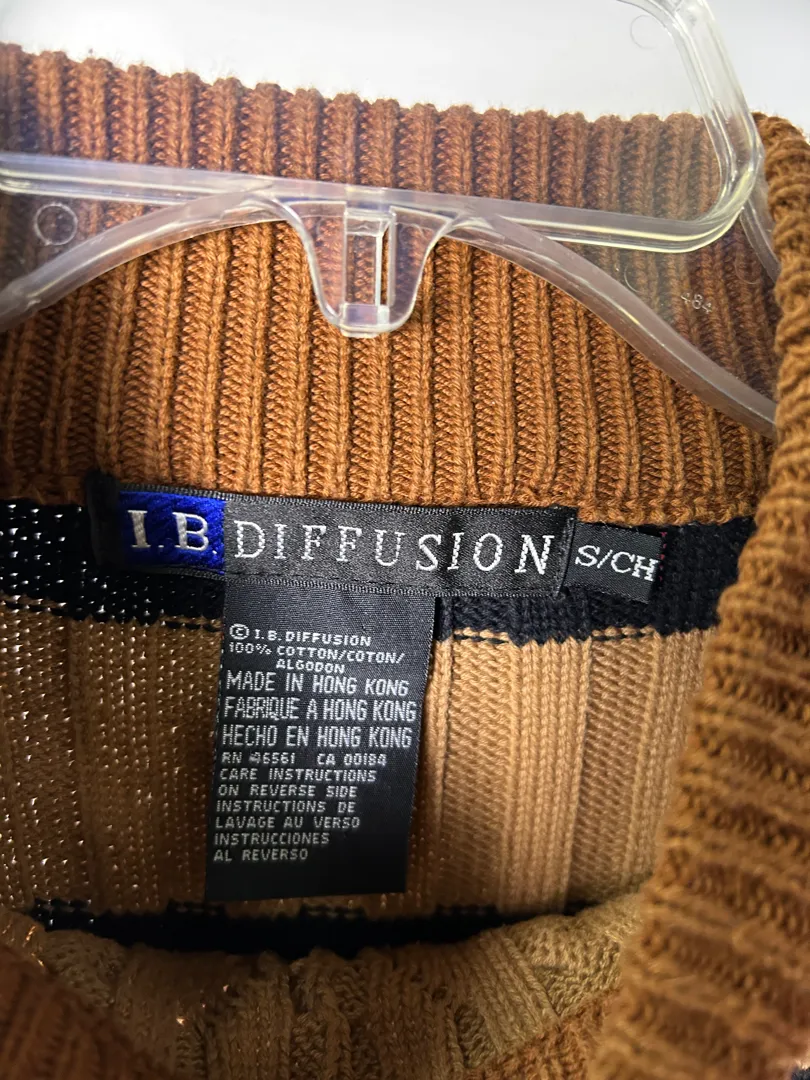 484
I.B. DIFFUSION
S/CH
© I.B. DIFFUSION
100% COTTON/COTON/
ALGODON
MADE IN HONG KONG
FABRIQUE A HONG KONG
HECHO EN HONG KONG
RN 46561 CA 00184
CARE INSTRUCTIONS
ON REVERSE SIDE
INSTRUCTIONS DE
LAVAGE AU VERSO
INSTRUCCIONES
AL REVERSO